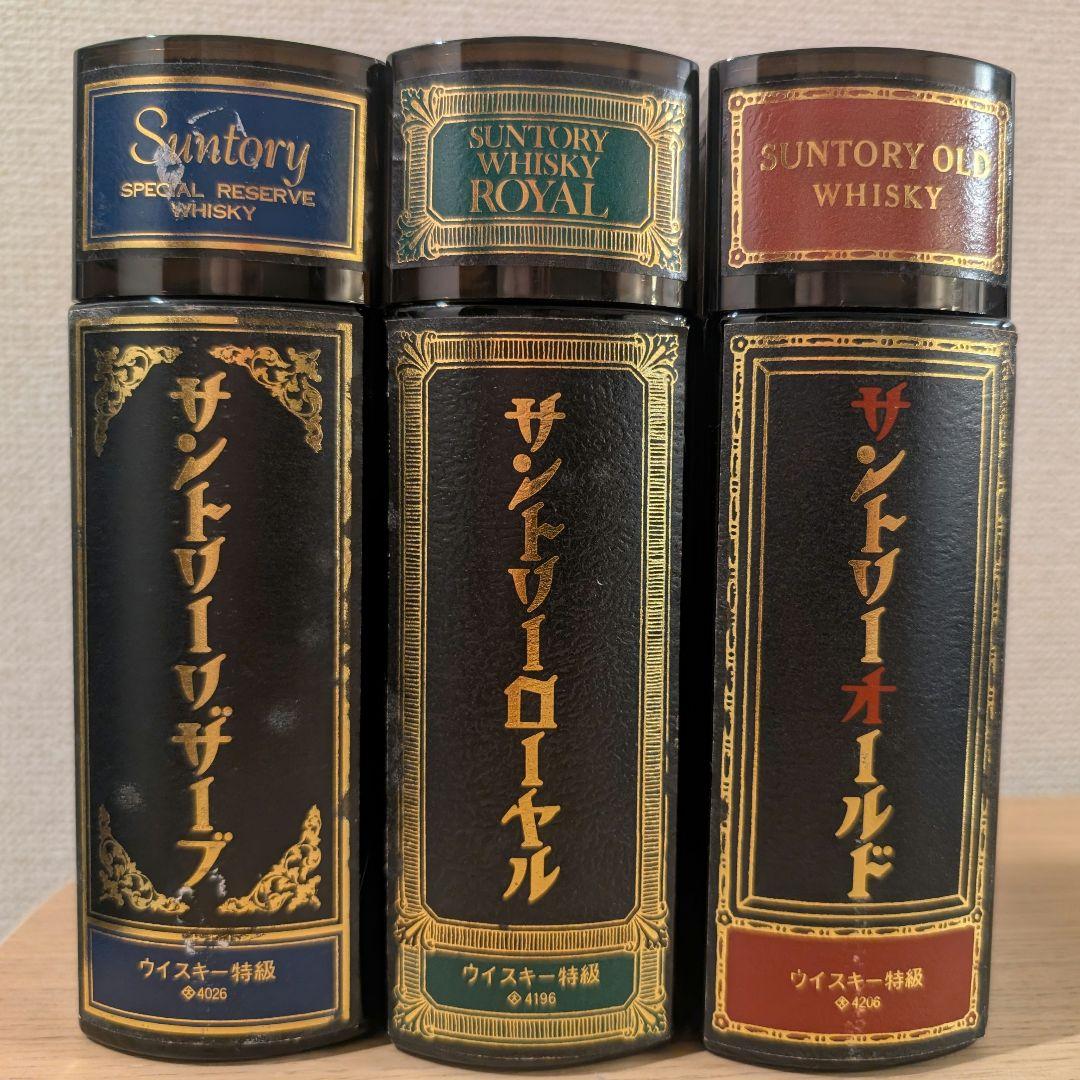 Suntory
SPECIAL RESERVE
WHISKY
サントリーリザーブ
ウイスキー特級
4026
SUNTORY
WHISKY
ROYAL
サントリーローヤル
ウイスキー特級
4196
SUNTORY OLD
WHISKY
サントリーオールド
ウイスキー特級
4206